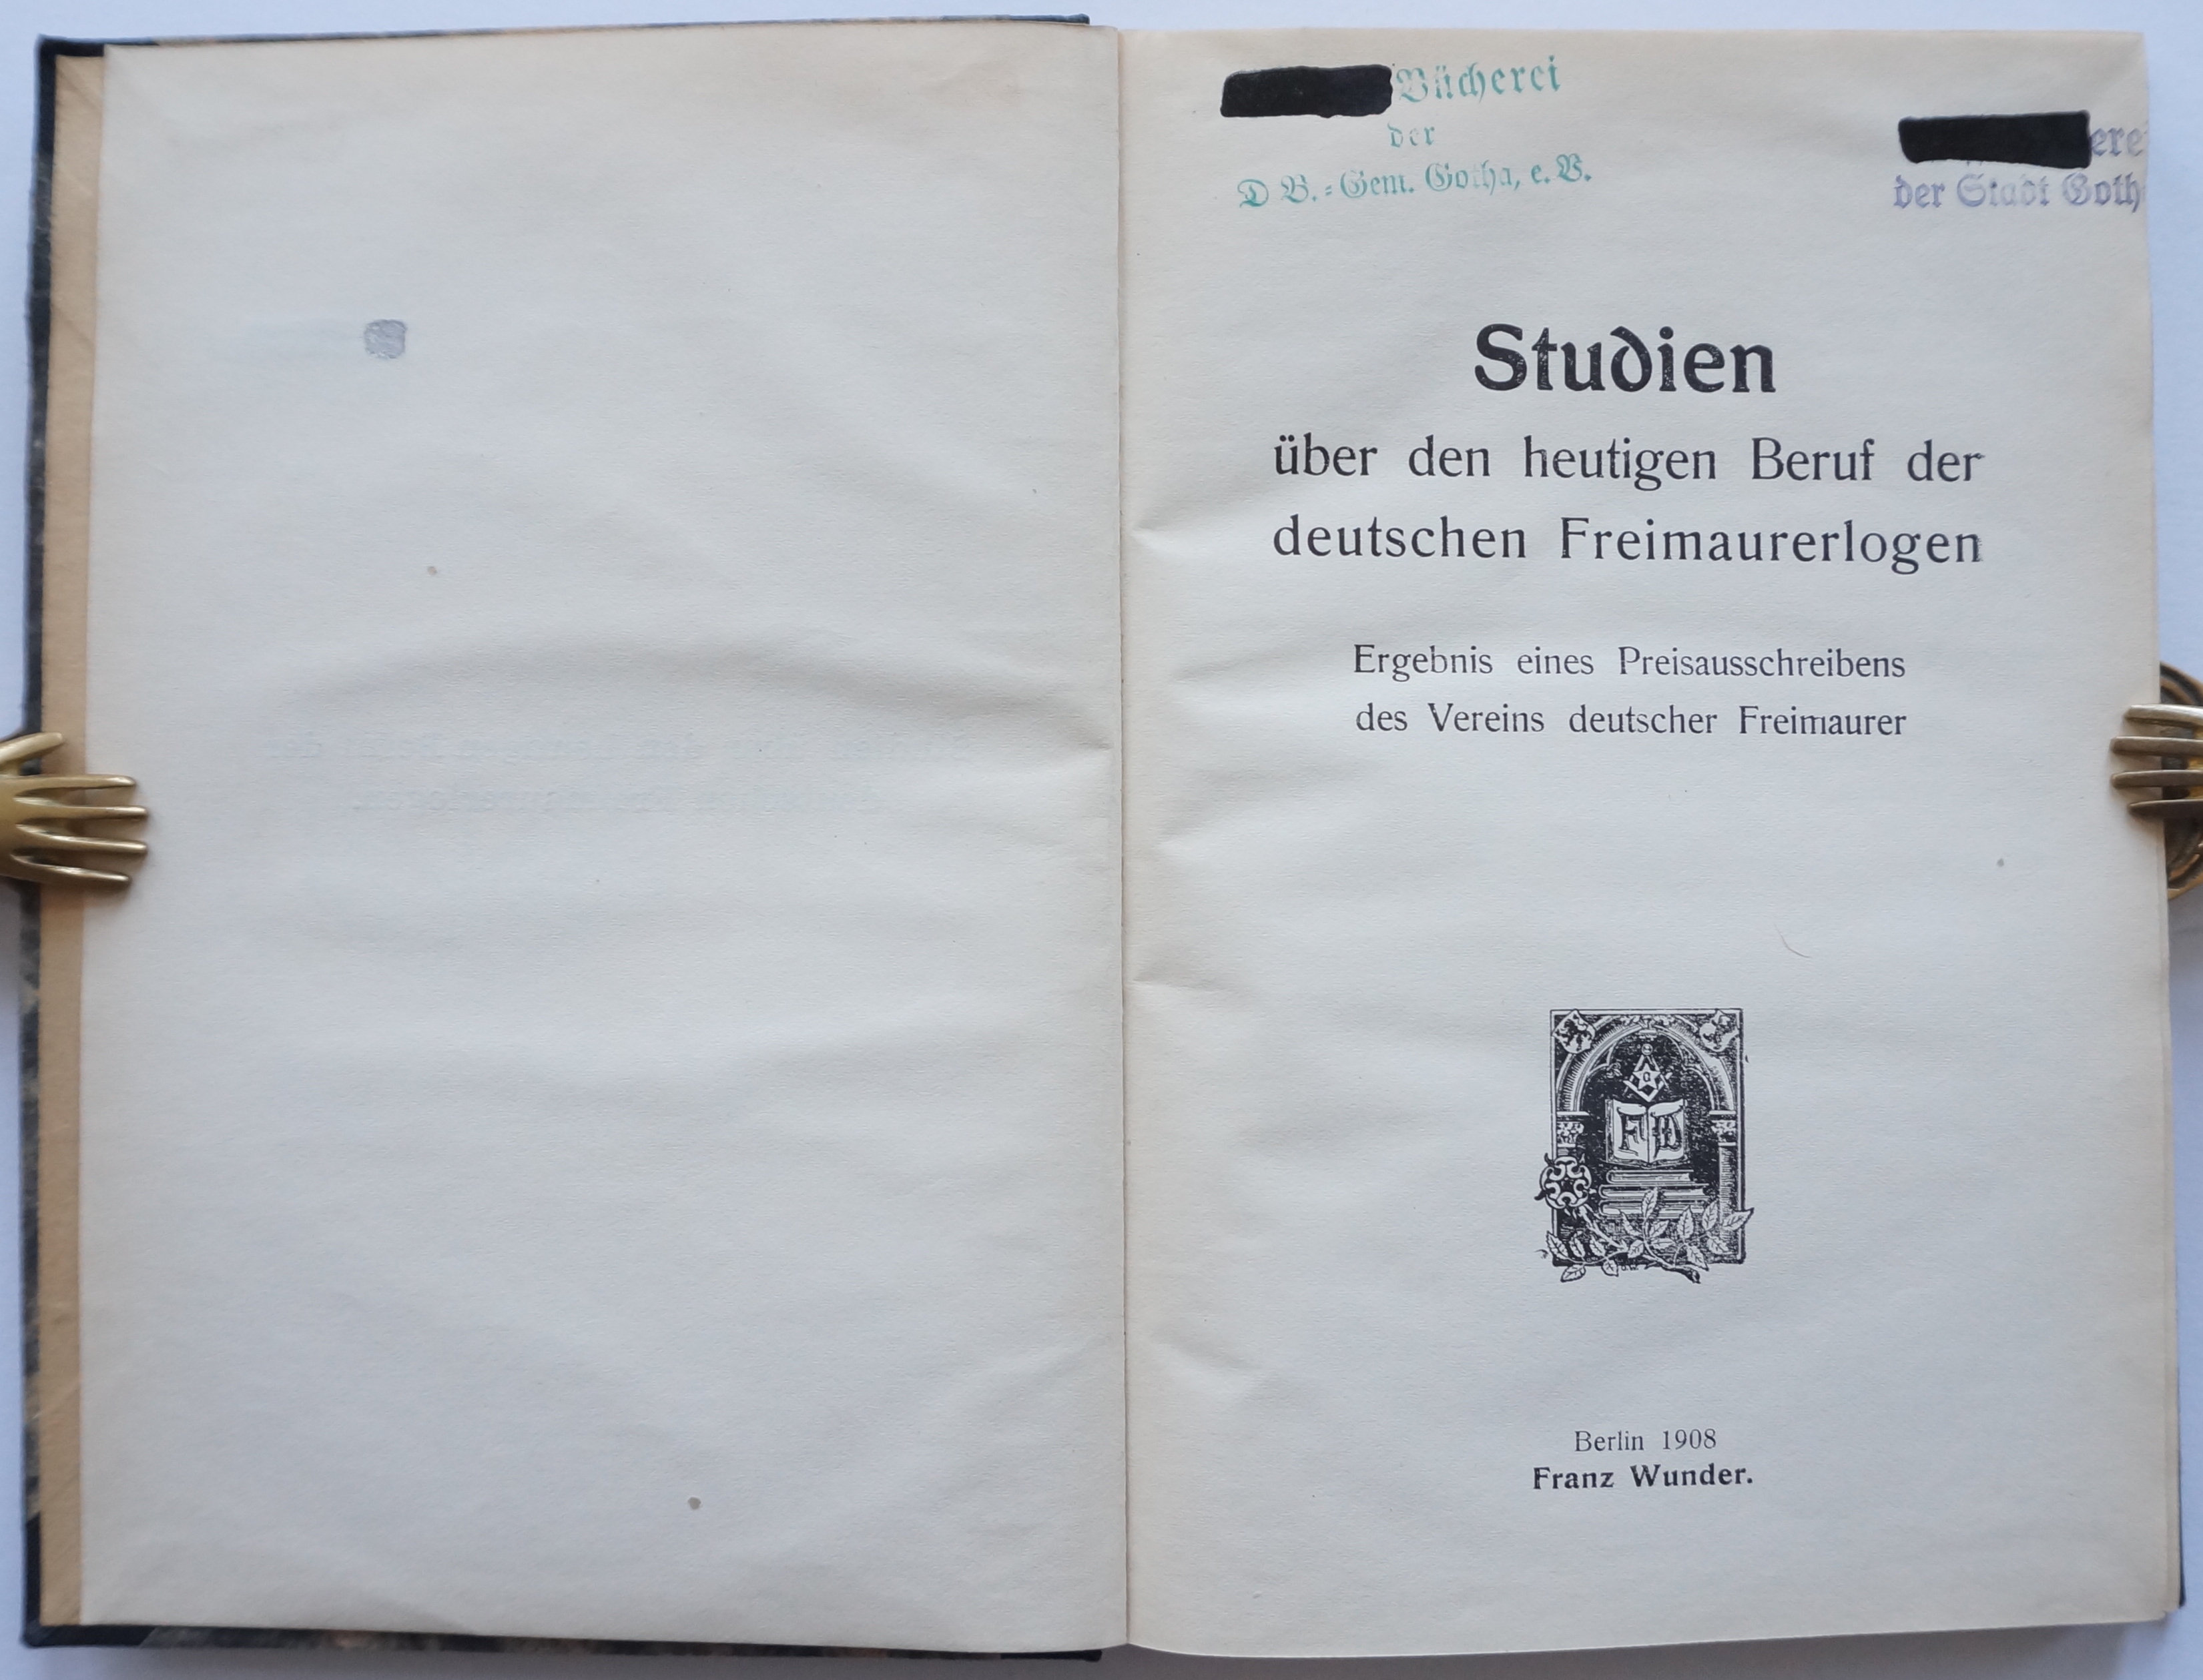 Bücherei
der
D B.=Gem. Gotha, e. V.
ere
der Stadt Goth
Studien
über den heutigen Beruf der
deutschen Freimaurerlogen
Ergebnis eines Preisausschreibens
des Vereins deutscher Freimaurer
G
F W
Berlin 1908
Franz Wunder.